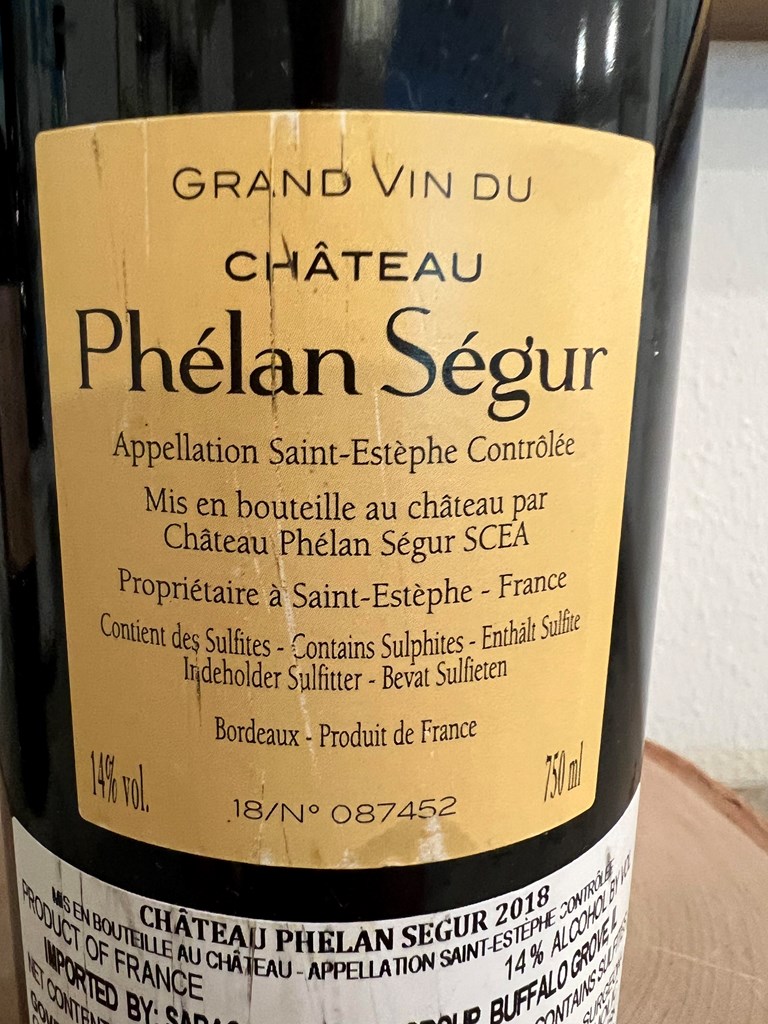 GRAND VIN DU
CHÂTEAU
Phélan Ségur
Appellation Saint-Estèphe Contrôlée
Mis en bouteille au château par
Château Phélan Ségur SCEA
Propriétaire à Saint-Estèphe - France
Contient des Sulfites - Contains Sulphites - Enthält Sulfite
Indeholder Sulfitter - Bevat Sulfieten
Bordeaux - Produit de France
14% vol.
750 ml
18/N° 087452
CHÂTEAU PHELAN SEGUR 2018
MIS EN BOUTEILLE AU CHÂTEAU - APPELLATION SAINT-ESTÈPHE CONTRÔLÉE
PRODUCT OF FRANCE
14% ALCOHOL BY VOL
IMPORTED BY:
BUFFALO GROVE, IL
NET
CONTAINS